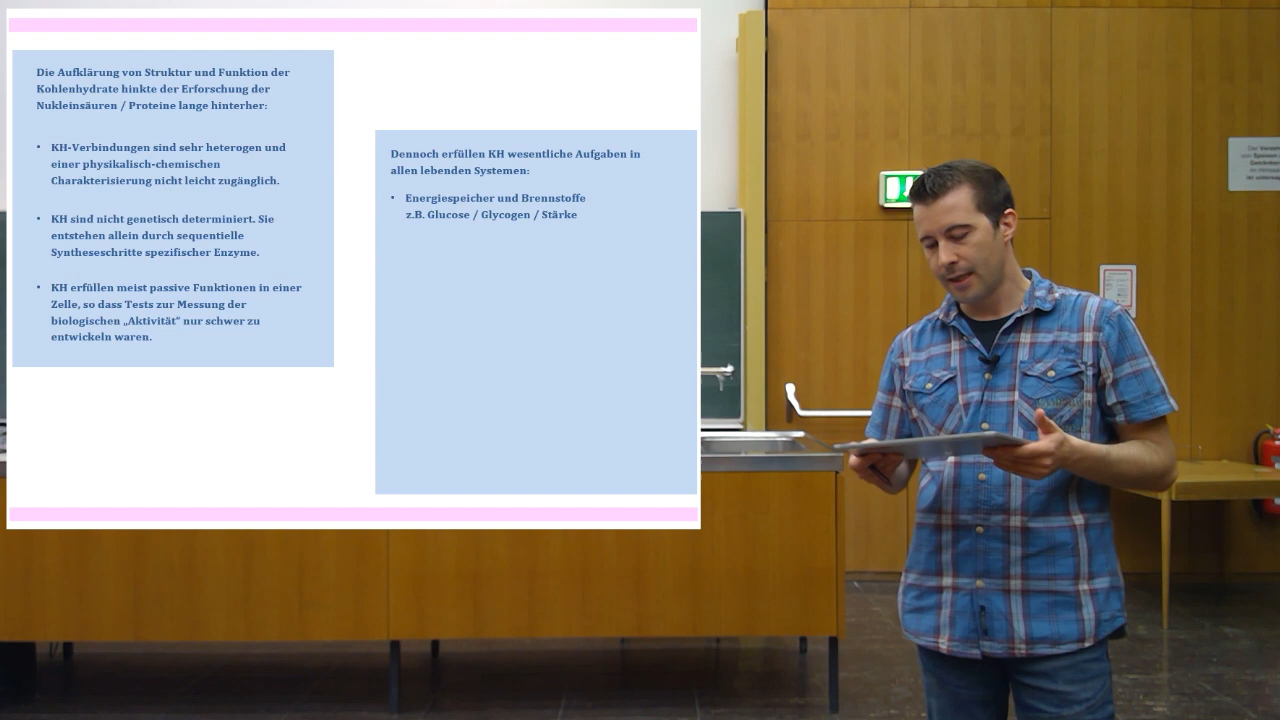 Die Aufklärung von Struktur und Funktion der
Kohlenhydrate hinkte der Erforschung der
Nukleinsäuren / Proteine lange hinterher:
• KH-Verbindungen sind sehr heterogen und
einer physikalisch-chemischen
Charakterisierung nicht leicht zugänglich.
• KH sind nicht genetisch determiniert. Sie
entstehen allein durch sequentielle
Syntheseschritte spezifischer Enzyme.
• KH erfüllen meist passive Funktionen in einer
Zelle, so dass Tests zur Messung der
biologischen „Aktivität“ nur schwer zu
entwickeln waren.
Dennoch erfüllen KH wesentliche Aufgaben in
allen lebenden Systemen:
• Energiespeicher und Brennstoffe
z.B. Glucose / Glycogen / Stärke